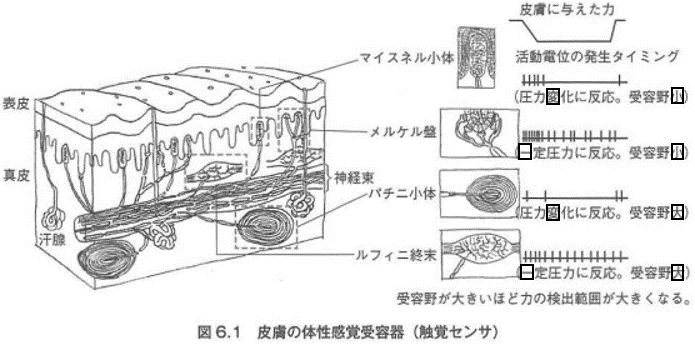 皮膚に与えた力
マイスネル小体
活動電位の発生タイミング
(圧力変化に反応。受容野小)
表皮
メルケル盤
(一定圧力に反応。受容野小)
真皮
神経束
パチニ小体
(圧力変化に反応。受容野大)
汗腺
ルフィニ終末
(一定圧力に反応。受容野大)
受容野が大きいほど力の検出範囲が大きくなる。
図 6.1 皮膚の体性感覚受容器（触覚センサ）